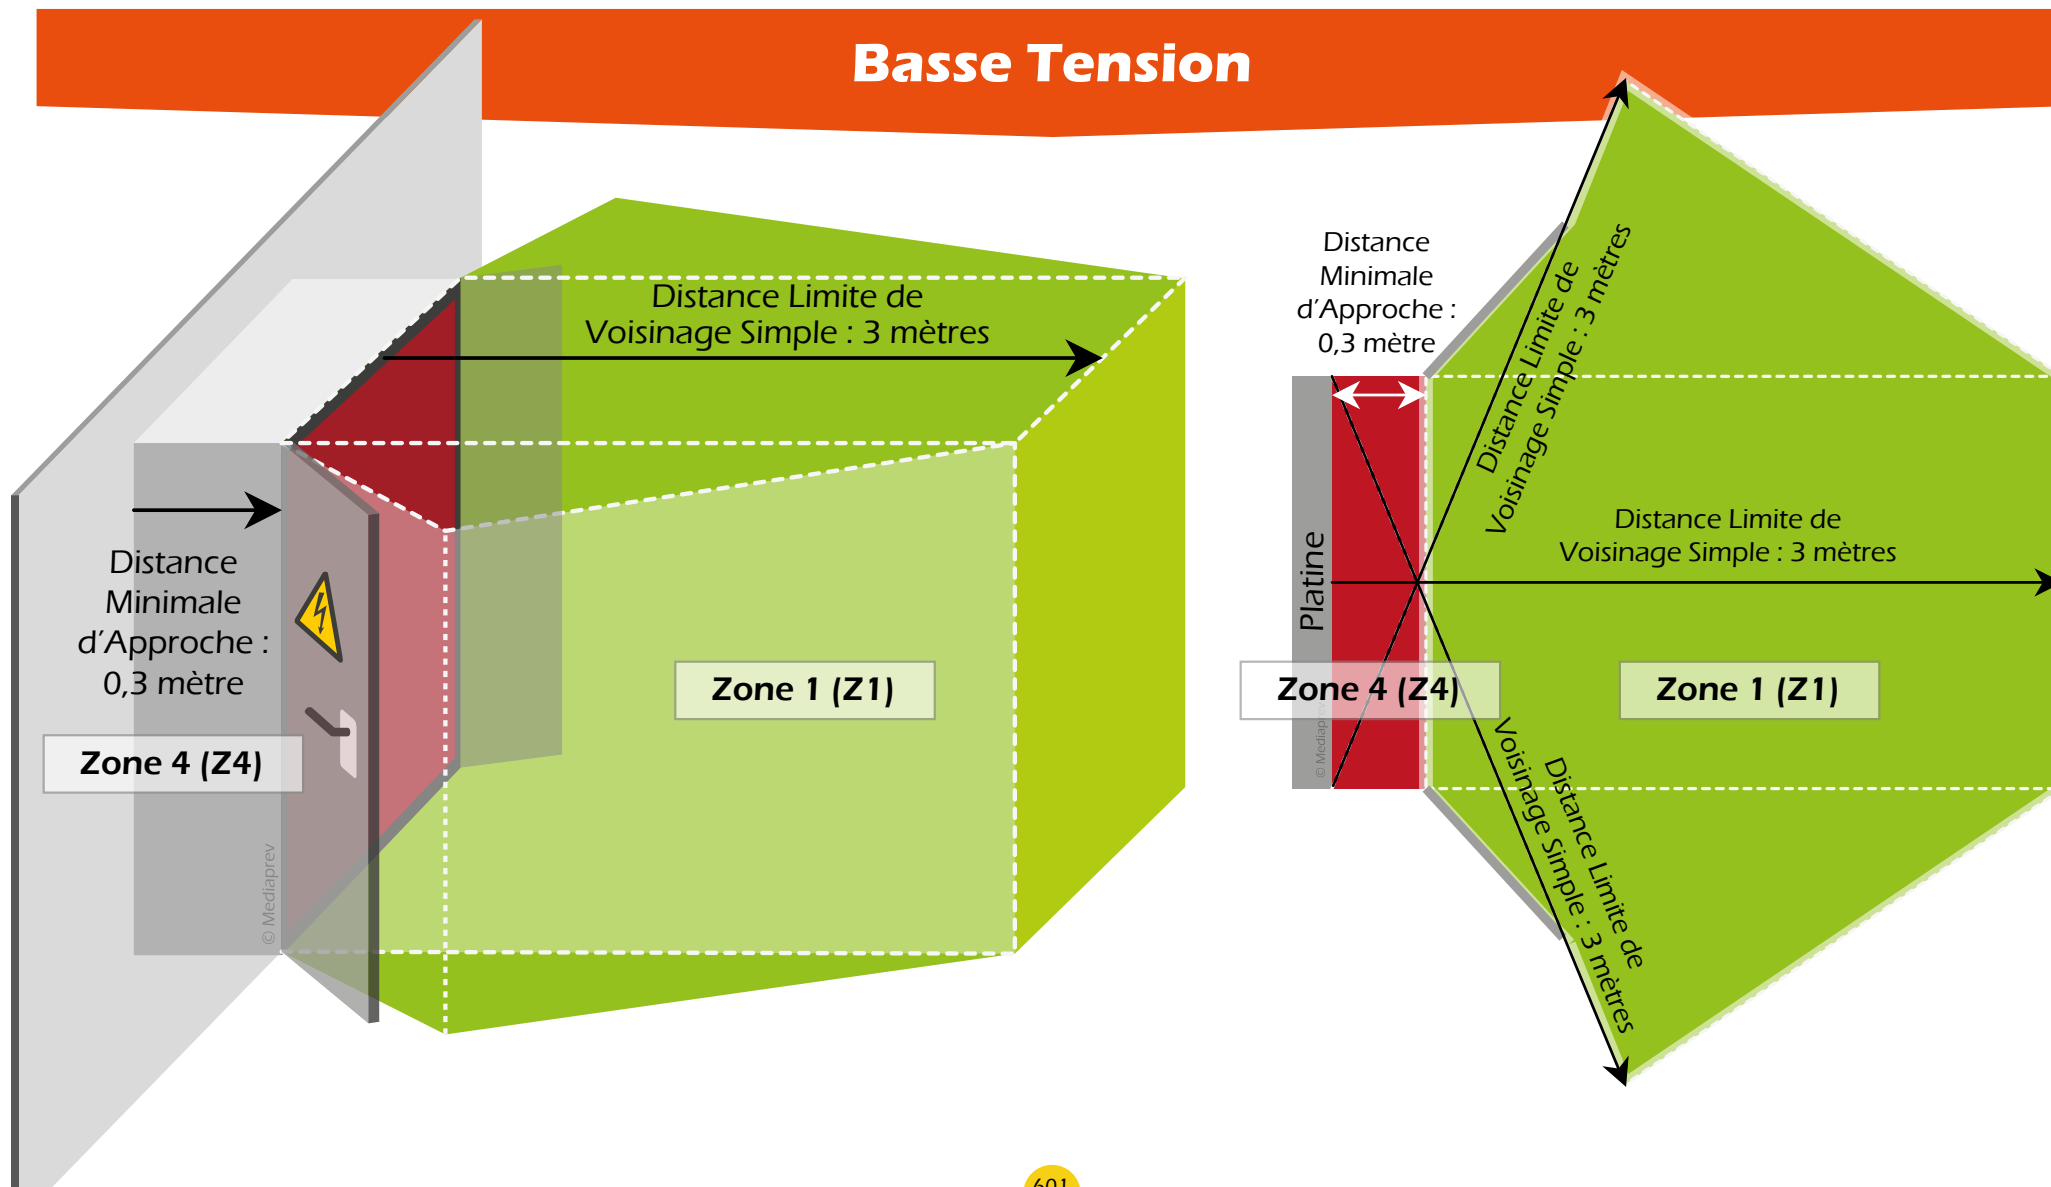 Basse Tension
Distance Limite de
Voisinage Simple : 3 mètres
Distance
Minimale
d'Approche :
0,3 mètre
Zone 4 (Z4)
Zone 1 (Z1)
© Mediaprev
Distance
Minimale
d'Approche :
0,3 mètre
Distance Limite de
Voisinage Simple : 3 mètres
Distance Limite de
Voisinage Simple : 3 mètres
Platine
Zone 4 (Z4)
Zone 1 (Z1)
© Mediaprev
Distance Limite de
Voisinage Simple : 3 mètres
601